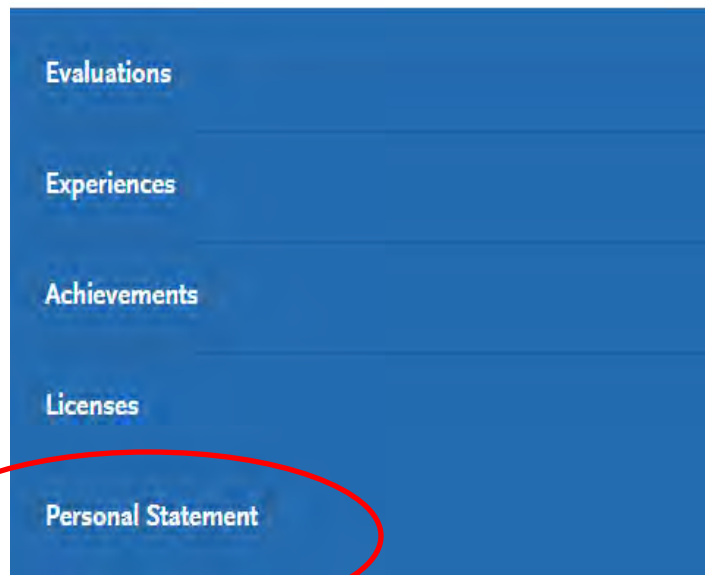 Evaluations
Experiences
Achievements
Licenses
Personal Statement